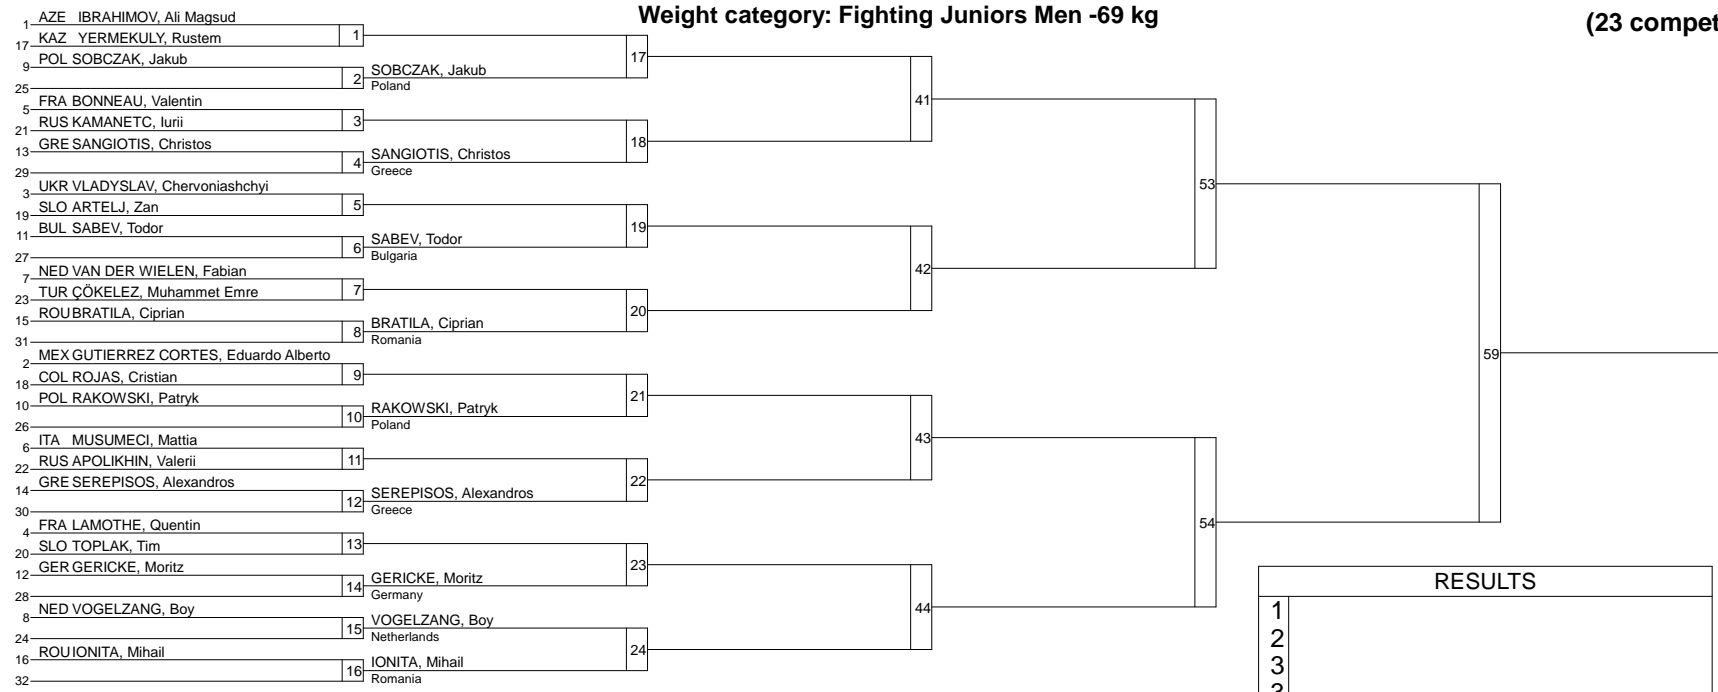 Weight category: Fighting Juniors Men -69 kg
(23 compet
1 AZE IBRAHIMOV, Ali Magsud
17 KAZ YERMEKULY, Rustem
1
9 POL SOBCZAK, Jakub
25
2
SOBCZAK, Jakub
Poland
17
5 FRA BONNEAU, Valentin
21 RUS KAMANETC, Iurii
3
13 GRE SANGIOTIS, Christos
29
4
SANGIOTIS, Christos
Greece
18
41
3 UKR VLADYSLAV, Chervoniashchyi
19 SLO ARTELJ, Zan
5
11 BUL SABEV, Todor
27
6
SABEV, Todor
Bulgaria
19
7 NED VAN DER WIELEN, Fabian
23 TUR ÇÖKELEZ, Muhammet Emre
7
15 ROU BRATILA, Ciprian
31
8
BRATILA, Ciprian
Romania
20
42
53
2 MEX GUTIERREZ CORTES, Eduardo Alberto
18 COL ROJAS, Cristian
9
10 POL RAKOWSKI, Patryk
26
10
RAKOWSKI, Patryk
Poland
21
6 ITA MUSUMECI, Mattia
22 RUS APOLIKHIN, Valerii
11
14 GRE SEREPISOS, Alexandros
30
12
SEREPISOS, Alexandros
Greece
22
43
4 FRA LAMOTHE, Quentin
20 SLO TOPLAK, Tim
13
12 GER GERICKE, Moritz
28
14
GERICKE, Moritz
Germany
23
8 NED VOGELZANG, Boy
24
15
VOGELZANG, Boy
Netherlands
16 ROU IONITA, Mihail
32
16
IONITA, Mihail
Romania
24
44
54
59
RESULTS
1
2
3
3